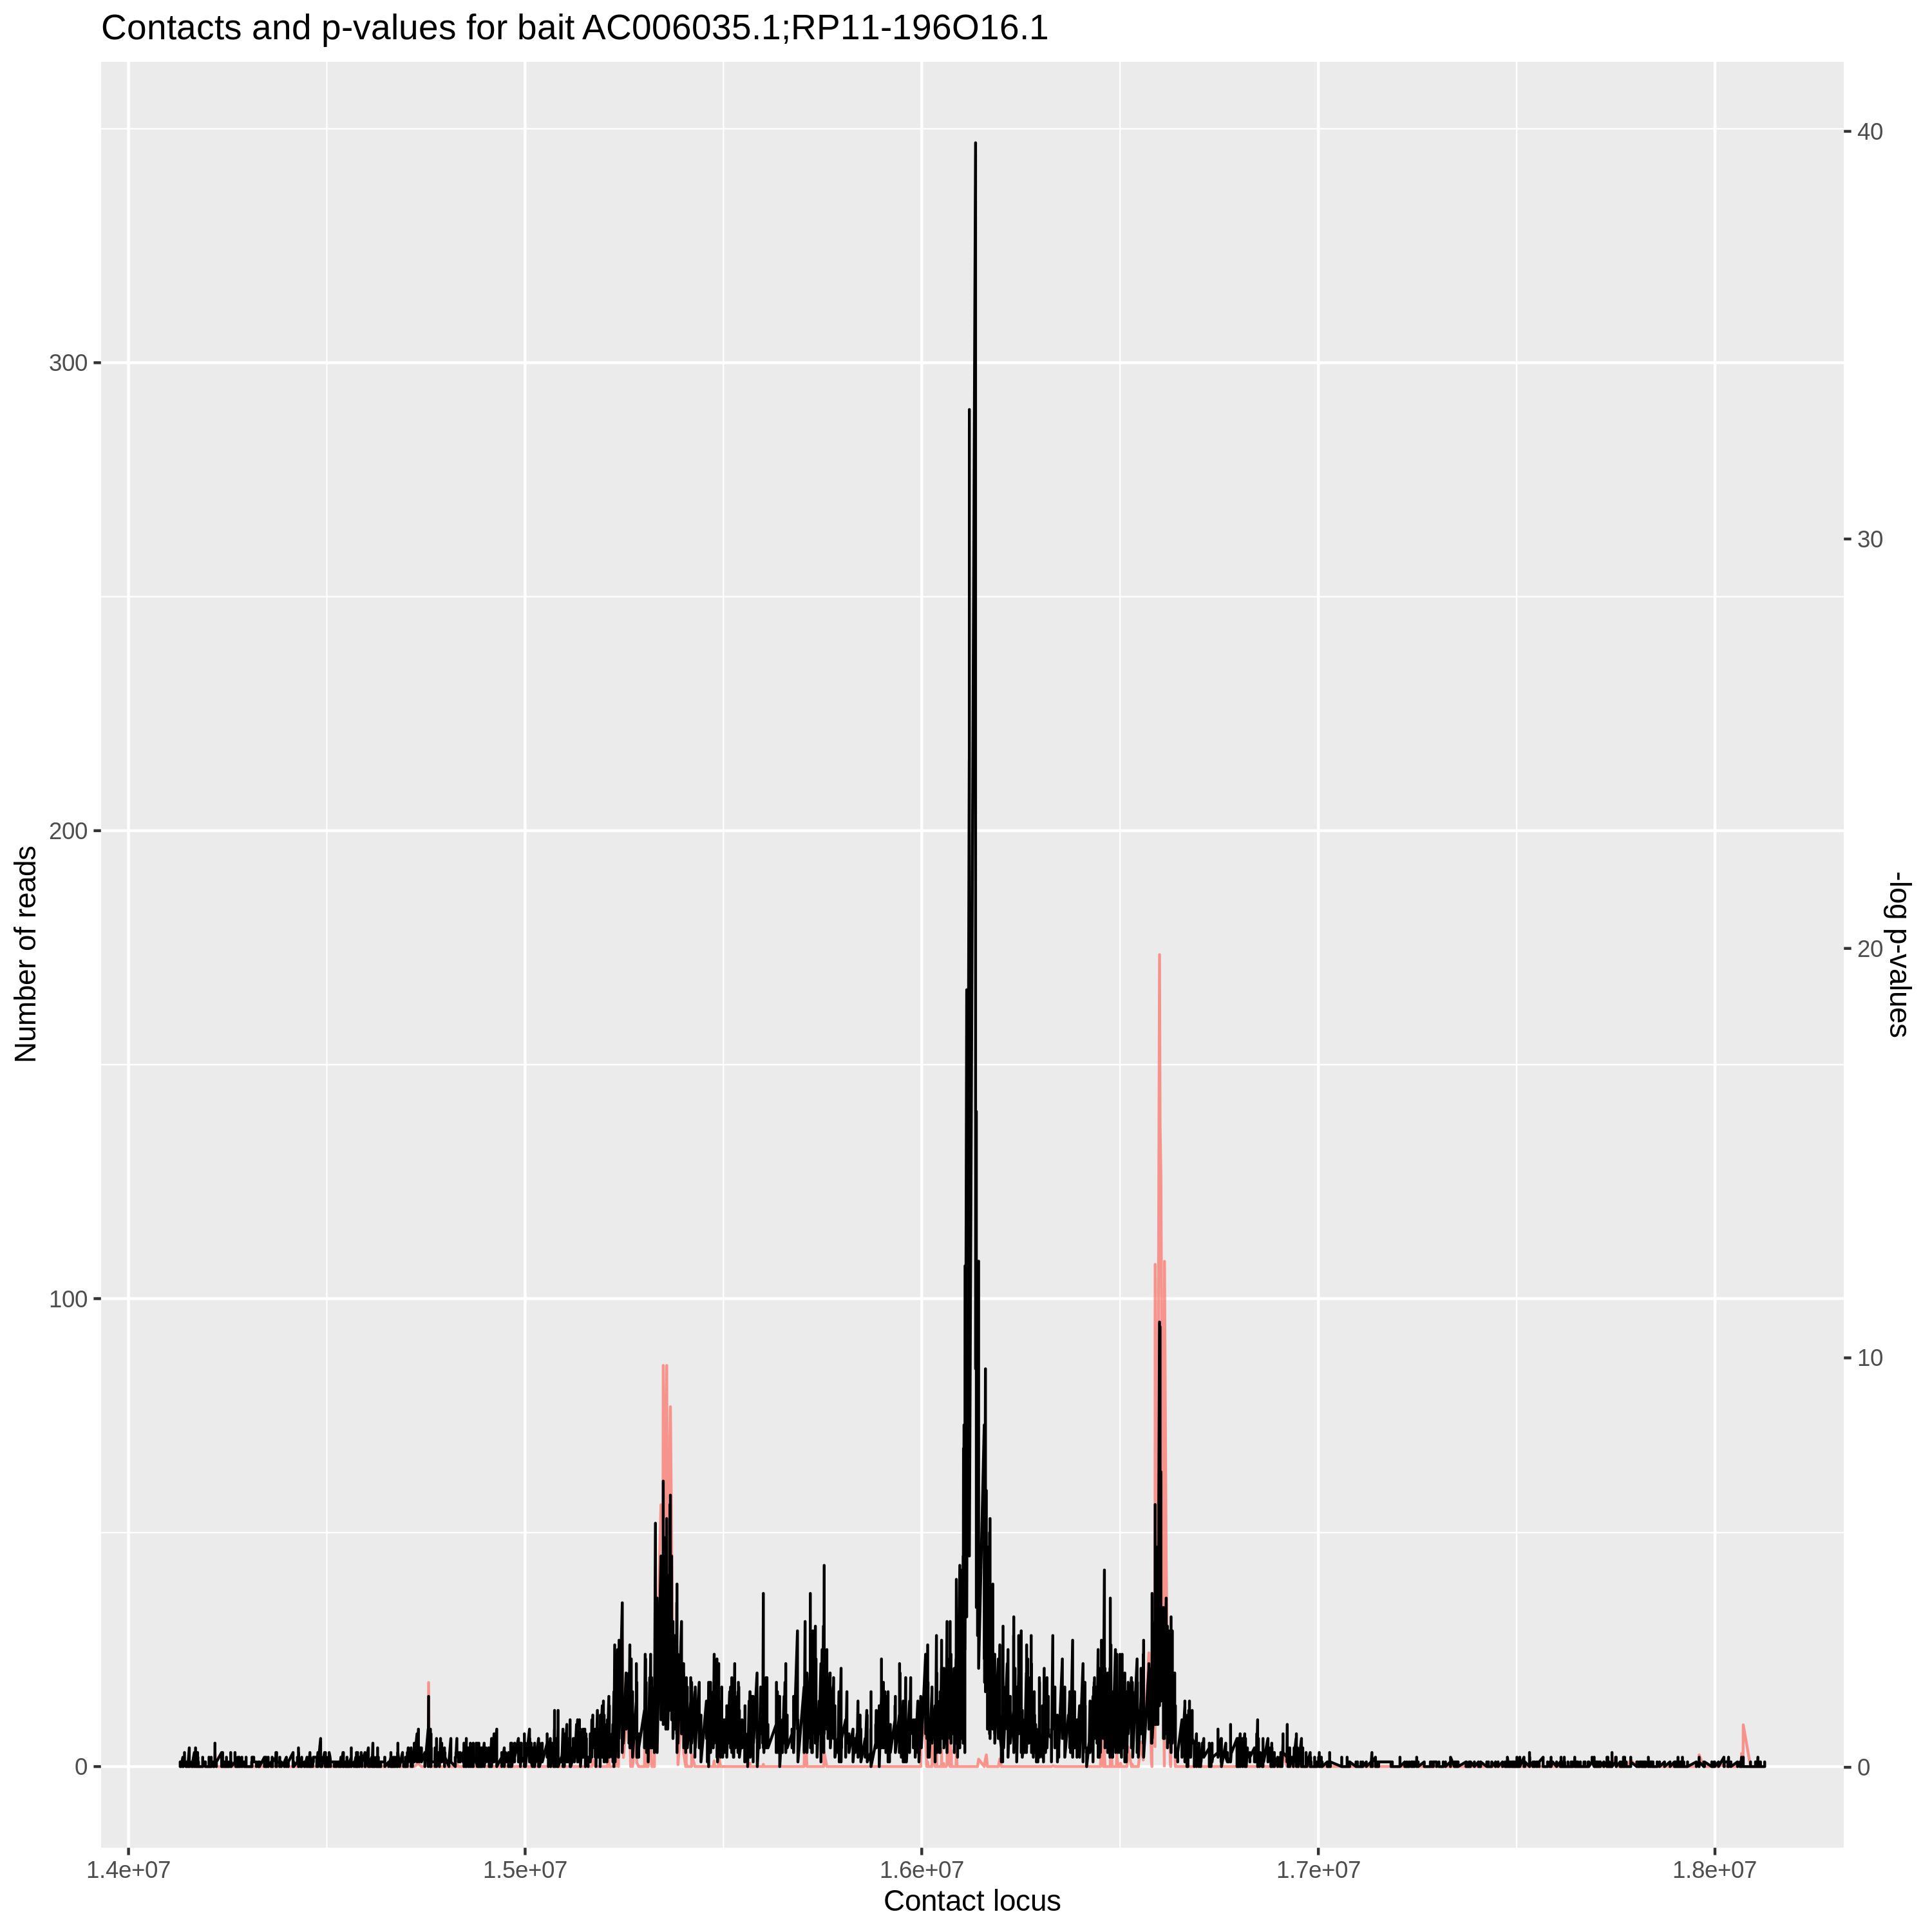 Contacts and p-values for bait AC006035.1;RP11-196O16.1
300
200
100
0
40
30
20
10
0
Number of reads
-log p-values
1.4e+07
1.5e+07
1.6e+07
1.7e+07
1.8e+07
Contact locus